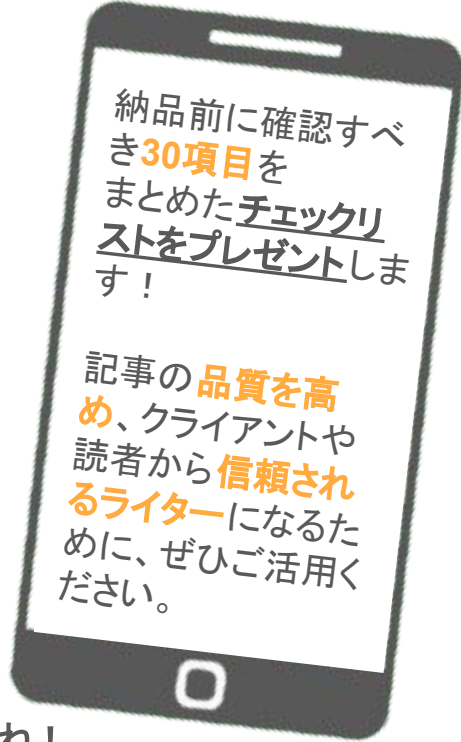 納品前に確認すべ
き30項目を
まとめたチェックリ
ストをプレゼントしま
す！
記事の品質を高
め、クライアントや
読者から信頼され
るライターになるた
めに、ぜひご活用く
ださい。
れ！